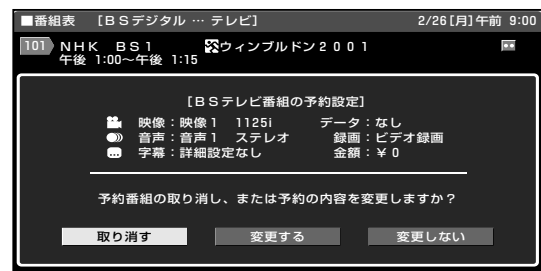 ■番組表 [BSデジタル … テレビ] 2/26[月]午前 9:00
101 NHK BS1 ウィンブルドン2001
午後 1:00～午後 1:15
[BSテレビ番組の予約設定]
映像：映像1 1125i データ：なし
音声：音声1 ステレオ 録画：ビデオ録画
字幕：詳細設定なし 金額：¥0
予約番組の取り消し、または予約の内容を変更しますか？
取り消す 変更する 変更しない